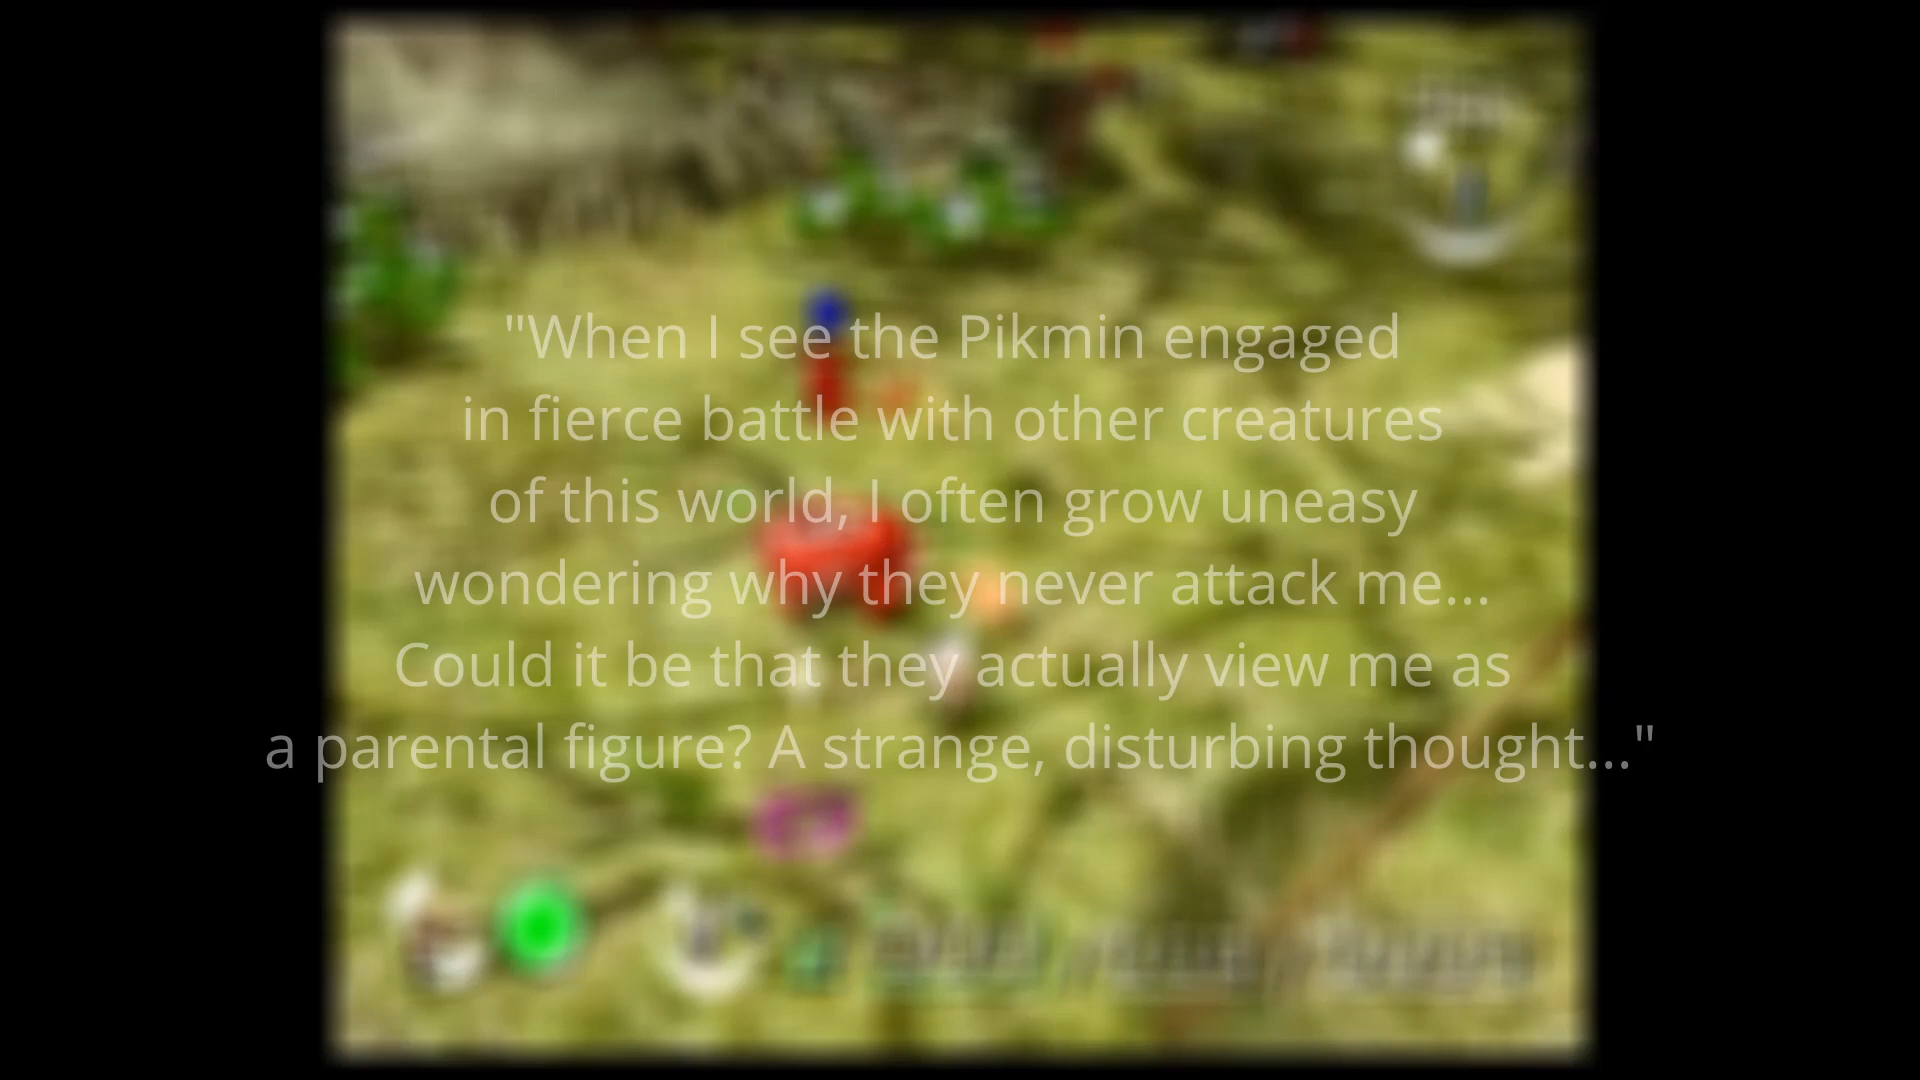 "When I see the Pikmin engaged
in fierce battle with other creatures
of this world, I often grow uneasy
wondering why they never attack me...
Could it be that they actually view me as
a parental figure? A strange, disturbing thought..."